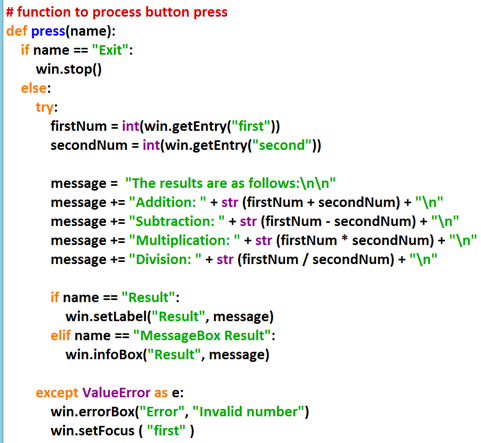 # function to process button press
def press(name):
if name == "Exit":
win.stop()
else:
try:
firstNum = int(win.getEntry("first"))
secondNum = int(win.getEntry("second"))
message =  "The results are as follows:\n\n"
message += "Addition: " + str (firstNum + secondNum) + "\n"
message += "Subtraction: " + str (firstNum - secondNum) + "\n"
message += "Multiplication: " + str (firstNum * secondNum) + "\n"
message += "Division: " + str (firstNum / secondNum) + "\n"
if name == "Result":
win.setLabel("Result", message)
elif name == "MessageBox Result":
win.infoBox("Result", message)
except ValueError as e:
win.errorBox("Error", "Invalid number")
win.setFocus ( "first" )